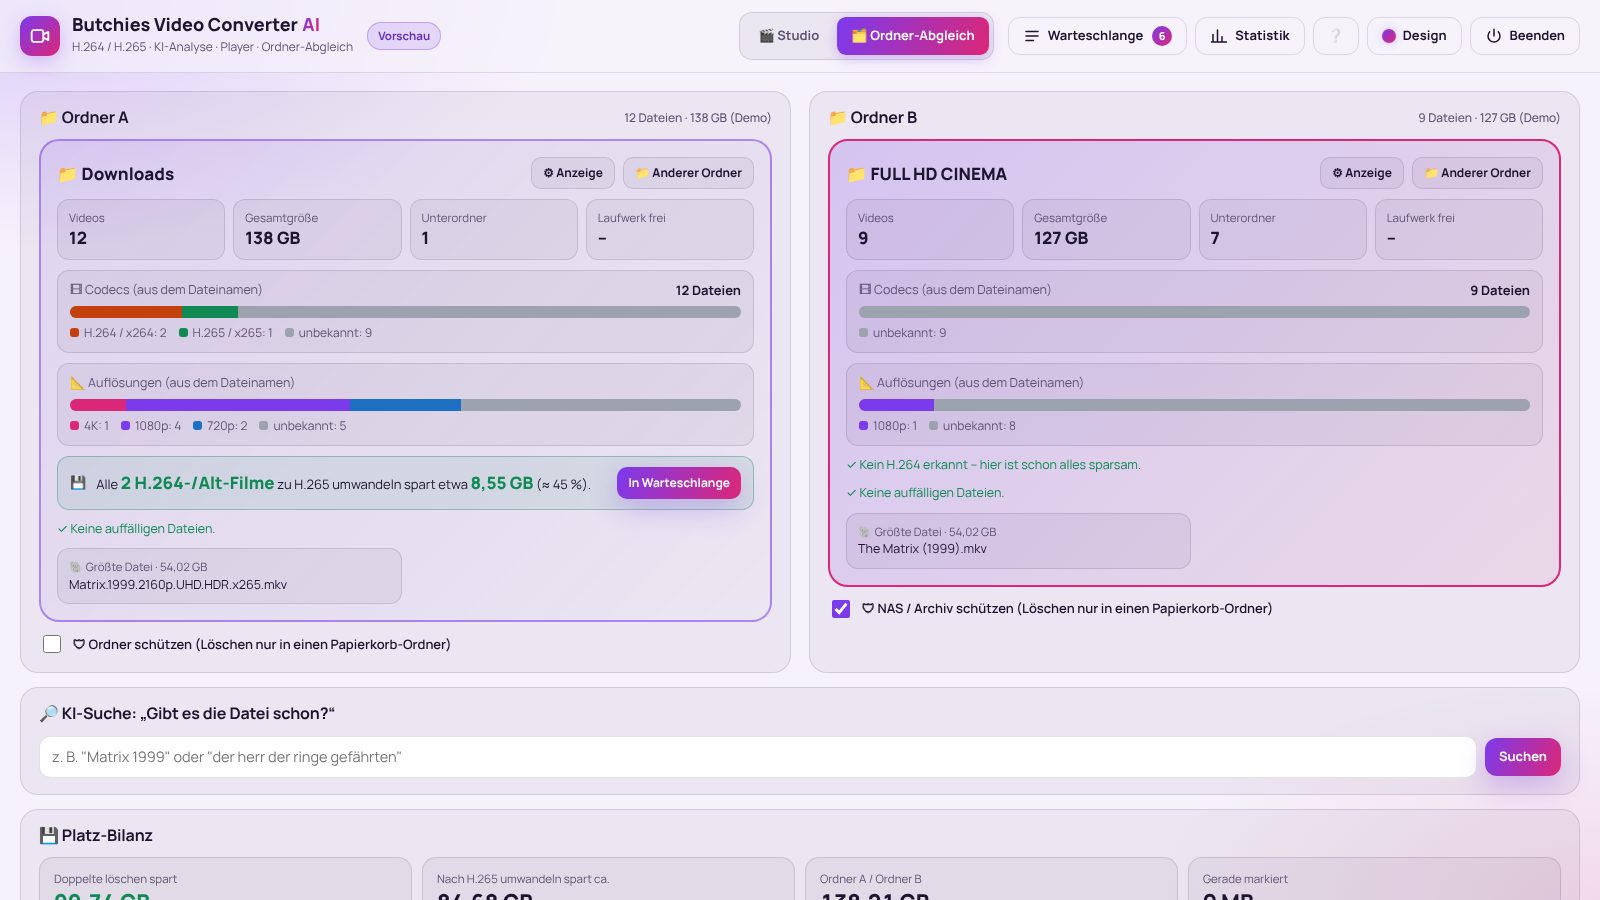 Butchies Video Converter AI
H.264 / H.265 · KI-Analyse · Player · Ordner-Abgleich
Vorschau
Studio
Ordner-Abgleich
Warteschlange 6
Statistik
?
Design
Beenden
Ordner A
12 Dateien · 138 GB (Demo)
Downloads
Anzeige
Anderer Ordner
Videos
12
Gesamtgröße
138 GB
Unterordner
1
Laufwerk frei
–
Codecs (aus dem Dateinamen)
12 Dateien
H.264 / x264: 2 H.265 / x265: 1 unbekannt: 9
Auflösungen (aus dem Dateinamen)
4K: 1 1080p: 4 720p: 2 unbekannt: 5
Alle 2 H.264-/Alt-Filme zu H.265 umwandeln spart etwa 8,55 GB (≈ 45 %).
In Warteschlange
✓ Keine auffälligen Dateien.
Größte Datei · 54,02 GB
Matrix.1999.2160p.UHD.HDR.x265.mkv
Ordner schützen (Löschen nur in einen Papierkorb-Ordner)
Ordner B
9 Dateien · 127 GB (Demo)
FULL HD CINEMA
Anzeige
Anderer Ordner
Videos
9
Gesamtgröße
127 GB
Unterordner
7
Laufwerk frei
–
Codecs (aus dem Dateinamen)
9 Dateien
unbekannt: 9
Auflösungen (aus dem Dateinamen)
1080p: 1 unbekannt: 8
✓ Kein H.264 erkannt – hier ist schon alles sparsam.
✓ Keine auffälligen Dateien.
Größte Datei · 54,02 GB
The Matrix (1999).mkv
NAS / Archiv schützen (Löschen nur in einen Papierkorb-Ordner)
KI-Suche: „Gibt es die Datei schon?“
z. B. "Matrix 1999" oder "der herr der ringe gefährten"
Suchen
Platz-Bilanz
Doppelte löschen spart
Nach H.265 umwandeln spart ca.
Ordner A / Ordner B
Gerade markiert